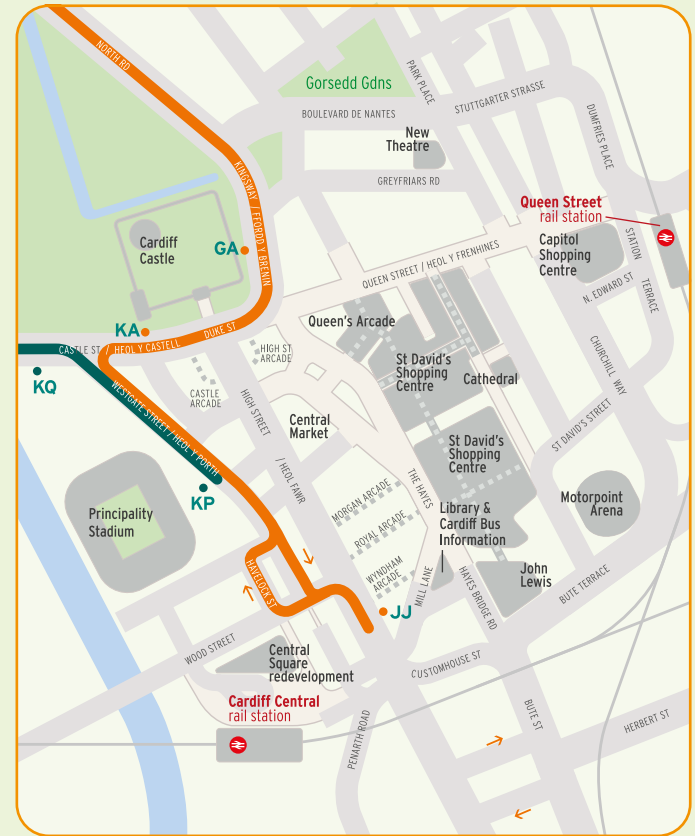 NORTH RD
Gorsedd Gdns
PARK PLACE
BOULEVARD DE NANTES
STUTTGARTER STRASSE
DUMFRIES PLACE
New
Theatre
GREYFRIARS RD
KINGSWAY / FFORDD Y BRENIN
Queen Street
rail station
Cardiff
Castle
GA
Capitol
Shopping
Centre
STATION
TERRACE
QUEEN STREET / HEOL Y FRENHINES
N. EDWARD ST
Queen's Arcade
KA
DUKE ST
CASTLE ST / HEOL Y CASTELL
HIGH ST
ARCADE
St David's
Shopping
Centre
Cathedral
CHURCHILL WAY
KQ
WESTGATE STREET / HEOL Y PORTH
CASTLE
ARCADE
HIGH STREET
/ HEOL FAWR
Central
Market
ST DAVID'S STREET
St David's
Shopping
Centre
KP
THE HAYES
MORGAN ARCADE
Principality
Stadium
Library &
Cardiff Bus
Information
Motorpoint
Arena
ROYAL ARCADE
HAVELOCK ST
WYNDHAM
ARCADE
MILL LANE
HAYES BRIDGE RD
John
Lewis
BUTE TERRACE
JJ
WOOD STREET
Central
Square
redevelopment
CUSTOMHOUSE ST
Cardiff Central
rail station
PENARTH ROAD
BUTE ST
HERBERT ST